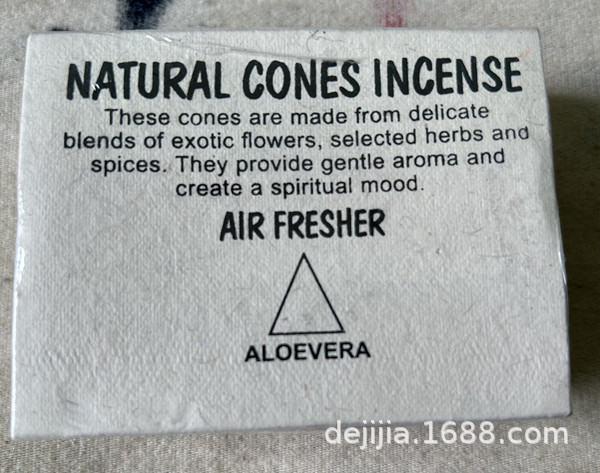 NATURAL CONES INCENSE
These cones are made from delicate
blends of exotic flowers, selected herbs and
spices. They provide gentle aroma and
create a spiritual mood.
AIR FRESHER
ALOEVERA
dejijia.1688.com